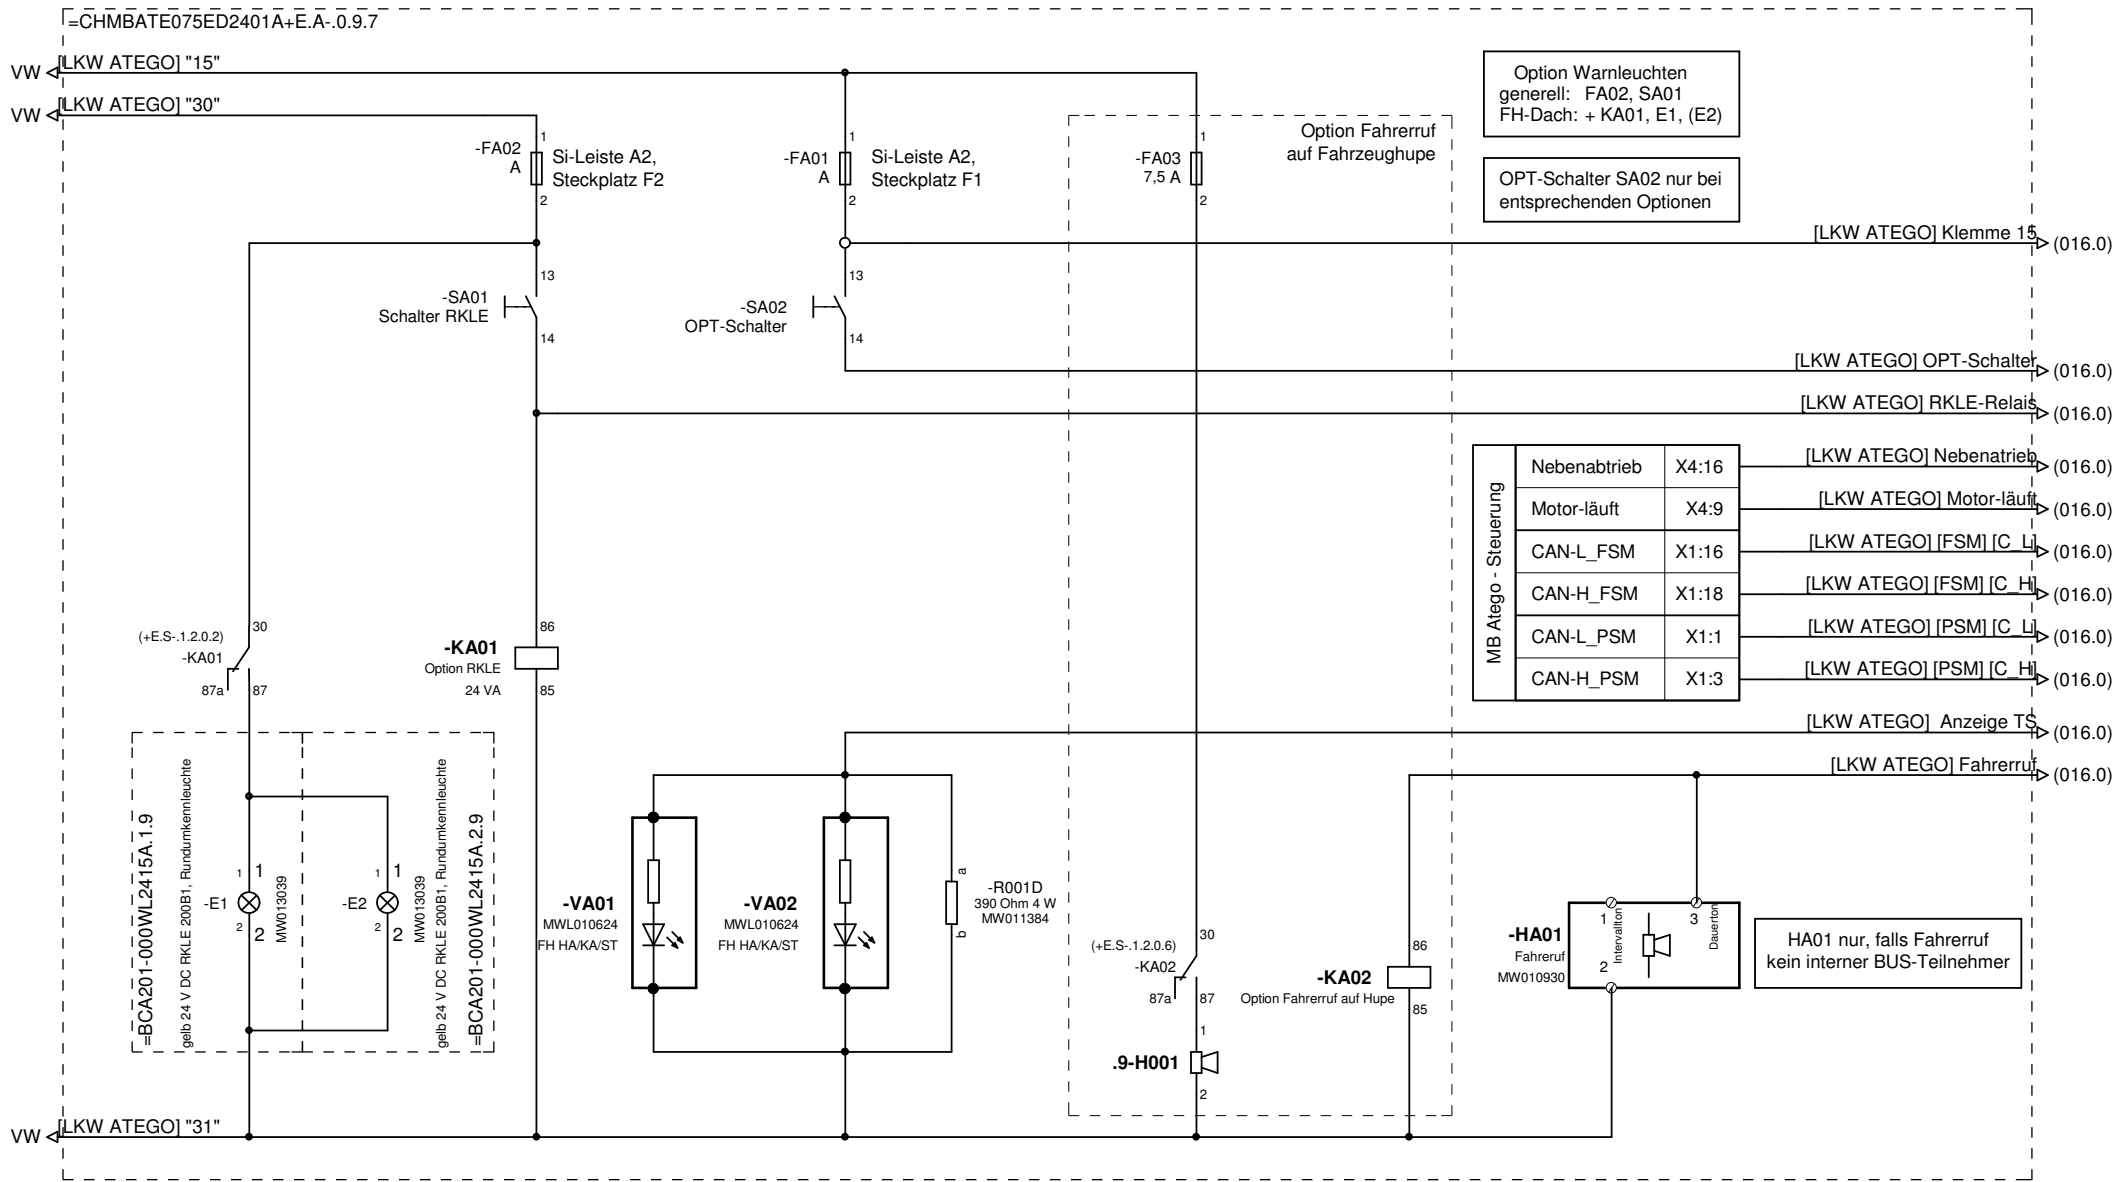 =CHMBATE075ED2401A+E.A-.0.9.7
VW
[LKW ATEGO] "15"
VW
[LKW ATEGO] "30"
Option Warnleuchten
generell: FA02, SA01
FH-Dach: + KA01, E1, (E2)
OPT-Schalter SA02 nur bei
entsprechenden Optionen
Option Fahrerruf
auf Fahrzeughupe
1
-FA02
A
Si-Leiste A2,
Steckplatz F2
2
1
-FA01
A
Si-Leiste A2,
Steckplatz F1
2
1
-FA03
7,5 A
2
[LKW ATEGO] Klemme 15
(016.0)
13
-SA01
Schalter RKLE
14
13
-SA02
OPT-Schalter
14
[LKW ATEGO] OPT-Schalter
(016.0)
[LKW ATEGO] RKLE-Relais
(016.0)
MB Atego - Steuerung
Nebenabtrieb X4:16
[LKW ATEGO] Nebenatrieb
(016.0)
Motor-läuft X4:9
[LKW ATEGO] Motor-läuft
(016.0)
CAN-L_FSM X1:16
[LKW ATEGO] [FSM] [C_L]
(016.0)
CAN-H_FSM X1:18
[LKW ATEGO] [FSM] [C_H]
(016.0)
CAN-L_PSM X1:1
[LKW ATEGO] [PSM] [C_L]
(016.0)
CAN-H_PSM X1:3
[LKW ATEGO] [PSM] [C_H]
(016.0)
[LKW ATEGO] Anzeige TS
(016.0)
[LKW ATEGO] Fahrerruf
(016.0)
30
(+E.S-.1.2.0.2)
-KA01
87a
87
86
-KA01
Option RKLE
24 VA
85
=BCA201-000WL2415A.1.9
gelb 24 V DC RKLE 200B1, Rundumkennleuchte
1 1
-E1
2 2
MW013039
1 1
-E2
2 2
MW013039
gelb 24 V DC RKLE 200B1, Rundumkennleuchte
=BCA201-000WL2415A.2.9
-VA01
MWL010624
FH HA/KA/ST
-VA02
MWL010624
FH HA/KA/ST
a
-R001D
390 Ohm 4 W
MW011384
b
30
(+E.S-.1.2.0.6)
-KA02
87a
87
1
.9-H001
2
86
-KA02
Option Fahrerruf auf Hupe
85
-HA01
Fahreruf
MW010930
1
Intervallton
2
3
Dauerton
HA01 nur, falls Fahrerruf
kein interner BUS-Teilnehmer
VW
[LKW ATEGO] "31"